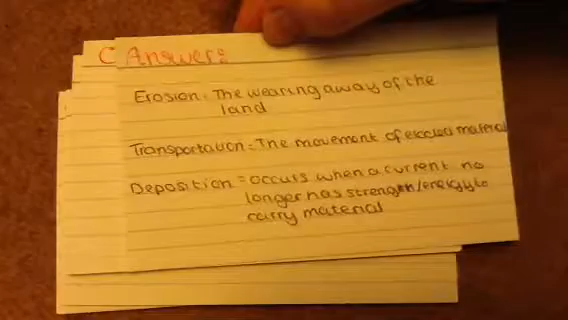 C Answers
Erosion: The wearing away of the
land
Transportation = The movement of eroded material
Deposition = occurs when a current no
longer has strength/energy to
carry material